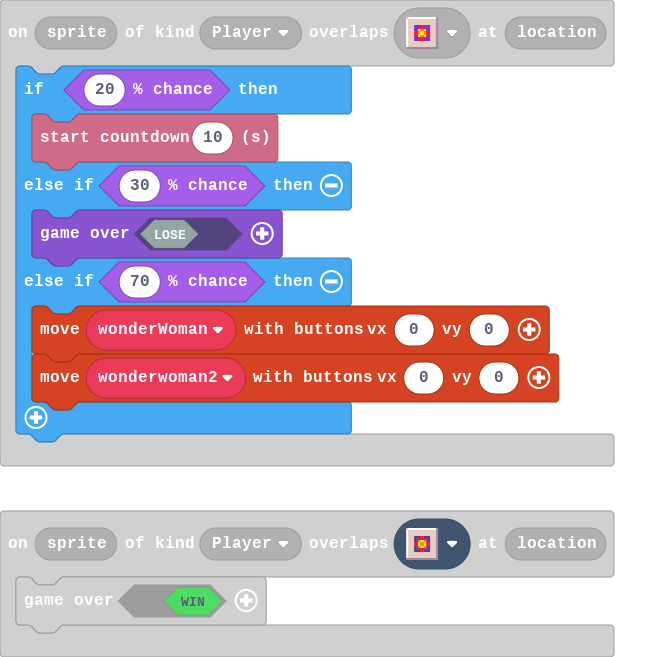 on sprite of kind Player overlaps at location
if 20 % chance then
start countdown 10 (s)
else if 30 % chance then
game over LOSE
else if 70 % chance then
move wonderWoman with buttons vx 0 vy 0
move wonderwoman2 with buttons vx 0 vy 0
on sprite of kind Player overlaps at location
game over WIN